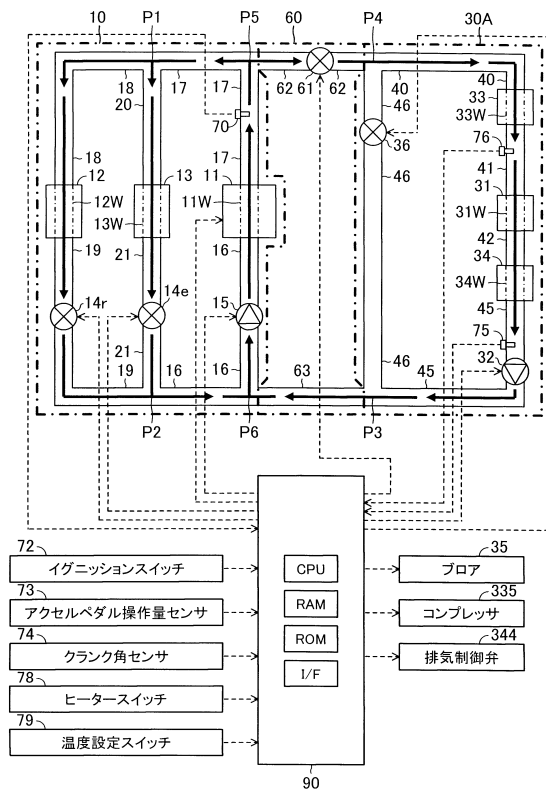 10 P1 P5 60 P4 30A
18 17 17 62 61 62 40 40
20 33
70 46 33W
36 76
18 17 46 41
12 13 11 31
12W 13W 11W 31W
19 21 16 42 34
34W
14r 14e 15 45
75
21 46 32
19 16 16 63 45
P2 P6 P3
72 イグニッションスイッチ
73 アクセルペダル操作量センサ
74 クランク角センサ
78 ヒータースイッチ
79 温度設定スイッチ
CPU
RAM
ROM
I/F
90
35 ブロア
335 コンプレッサ
344 排気制御弁